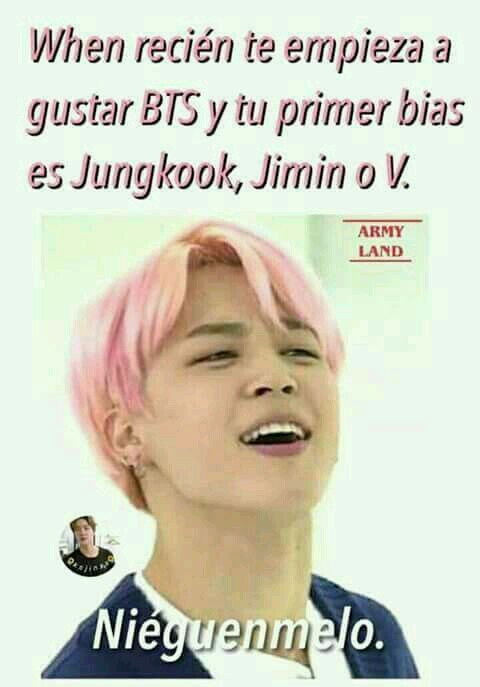 When recién te empieza a
gustar BTS y tu primer bias
es Jungkook, Jimin o V.
ARMY
LAND
Niéguenmelo.